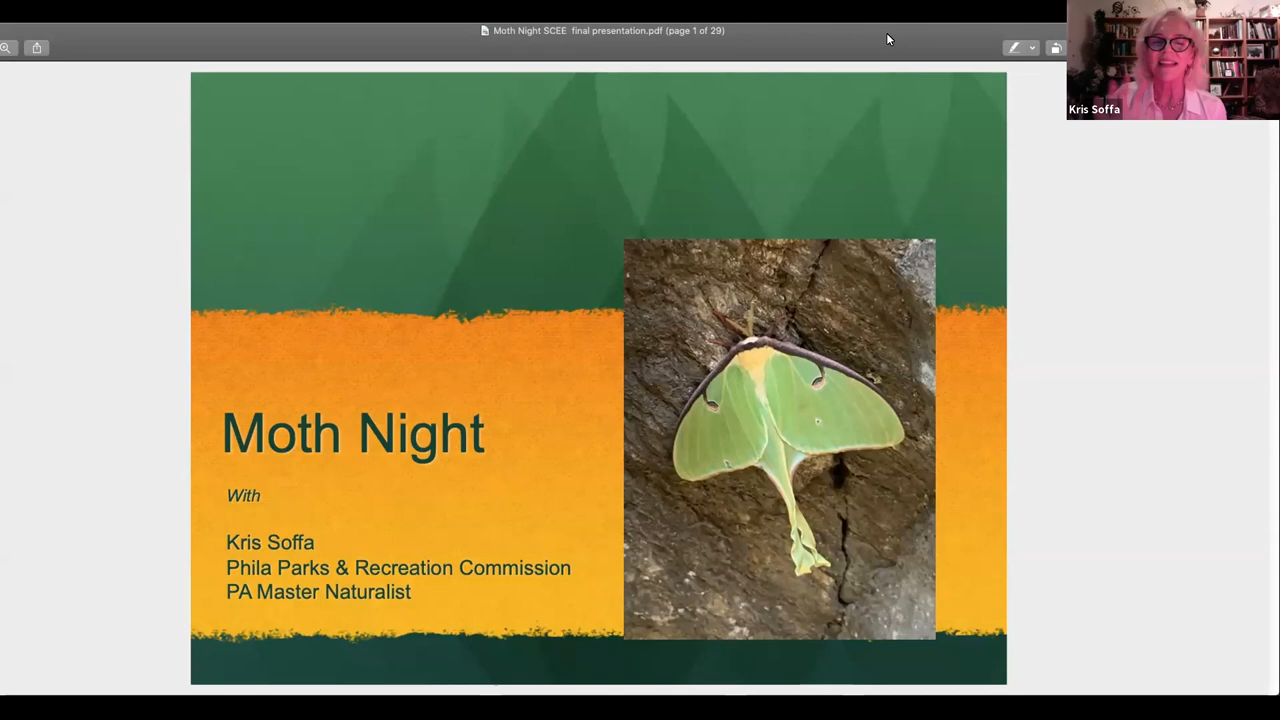 Moth Night SCEE final presentation.pdf (page 1 of 29)
Kris Soffa
Moth Night
With
Kris Soffa
Phila Parks & Recreation Commission
PA Master Naturalist